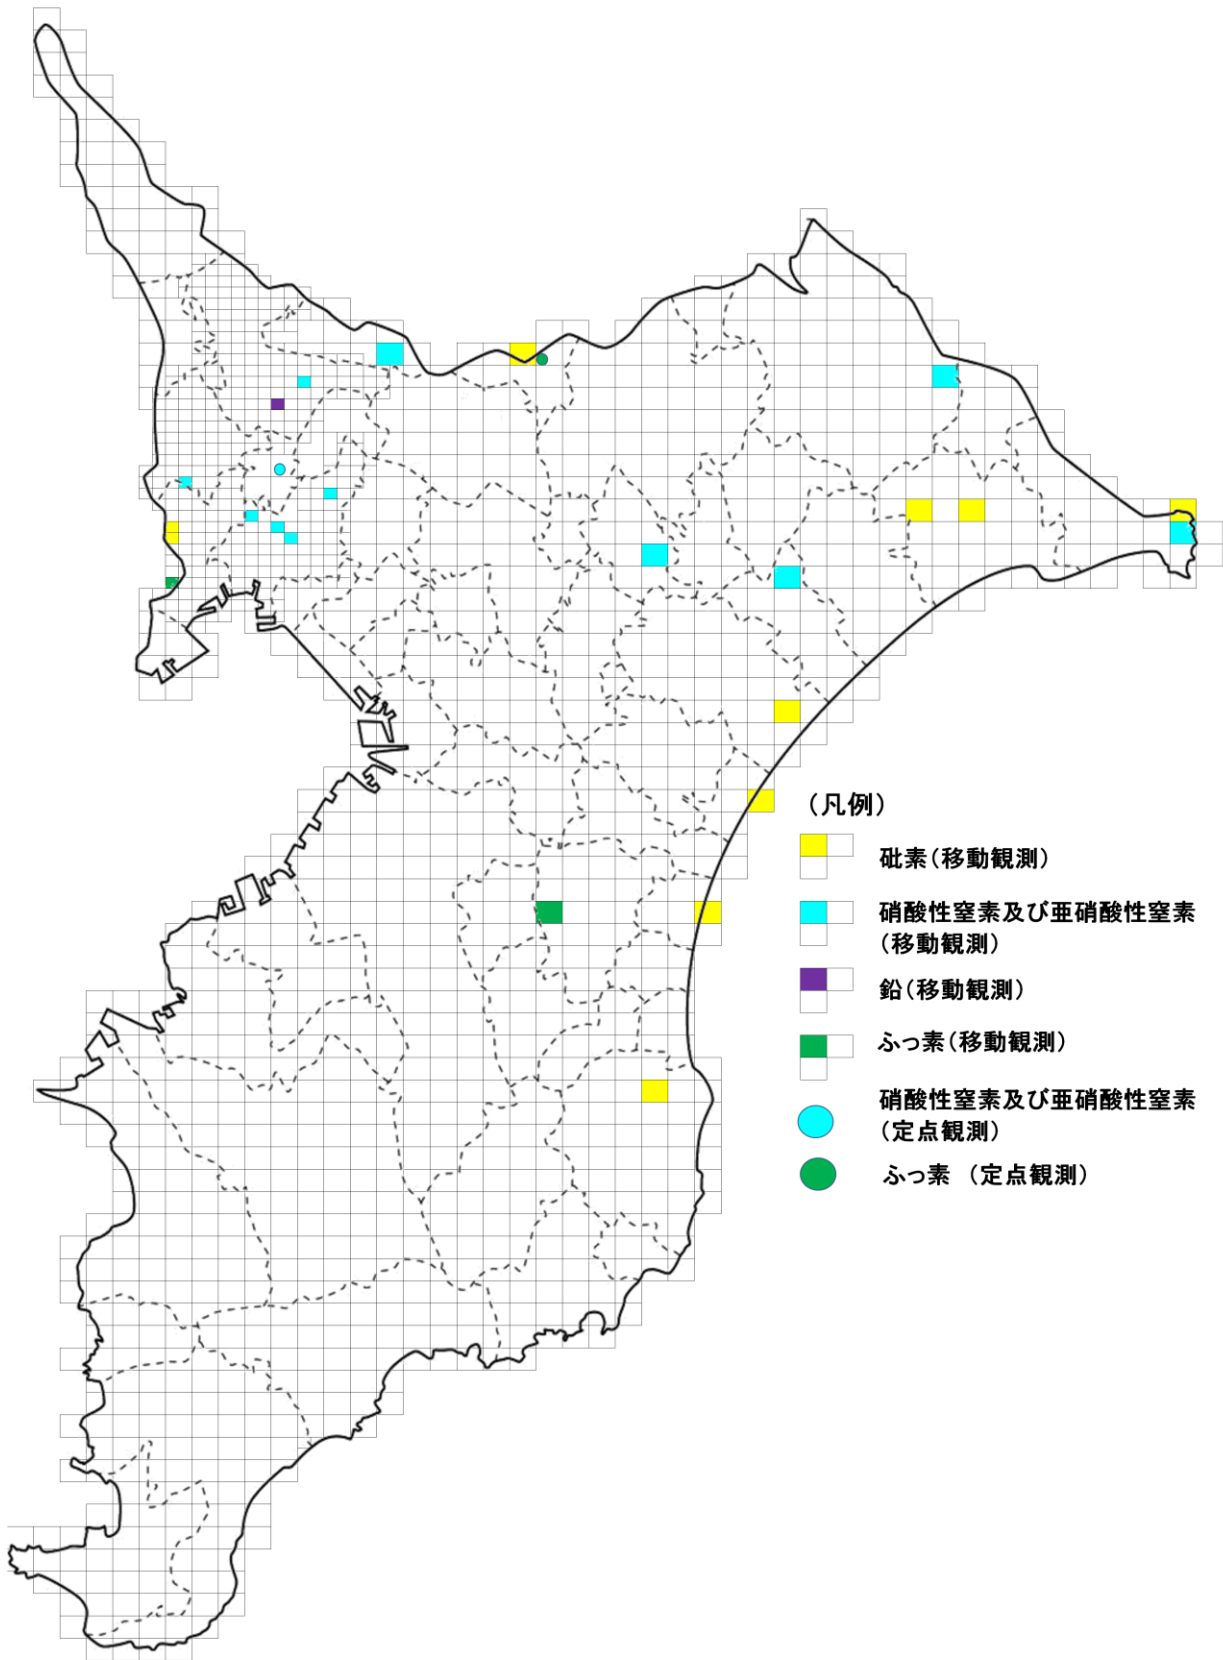 （凡例）
砒素（移動観測）
硝酸性窒素及び亜硝酸性窒素
（移動観測）
鉛（移動観測）
ふっ素（移動観測）
硝酸性窒素及び亜硝酸性窒素
（定点観測）
ふっ素　（定点観測）